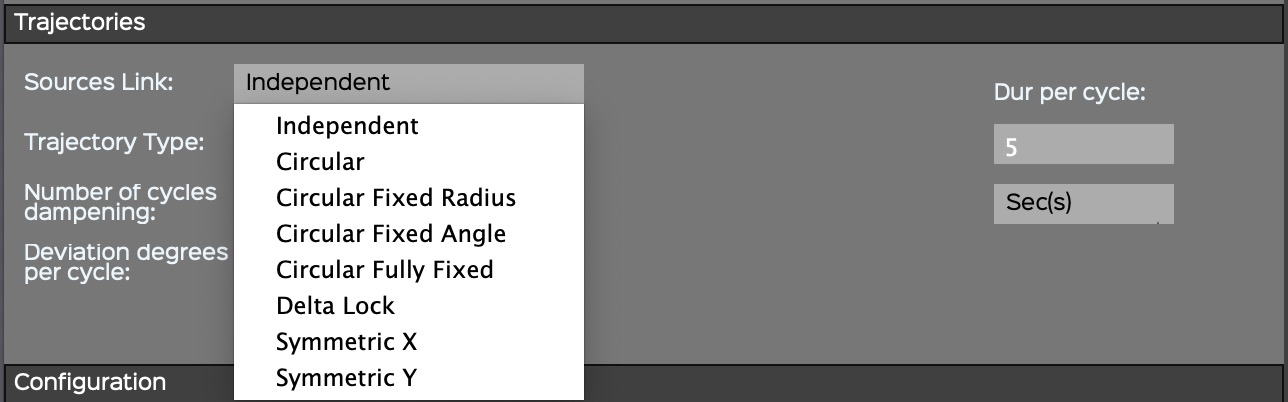 Trajectories
Sources Link:
Independent
Dur per cycle:
Independent
Trajectory Type:
5
Circular
Number of cycles
dampening:
Circular Fixed Radius
Sec(s)
Circular Fixed Angle
Deviation degrees
per cycle:
Circular Fully Fixed
Delta Lock
Symmetric X
Symmetric Y
Configuration